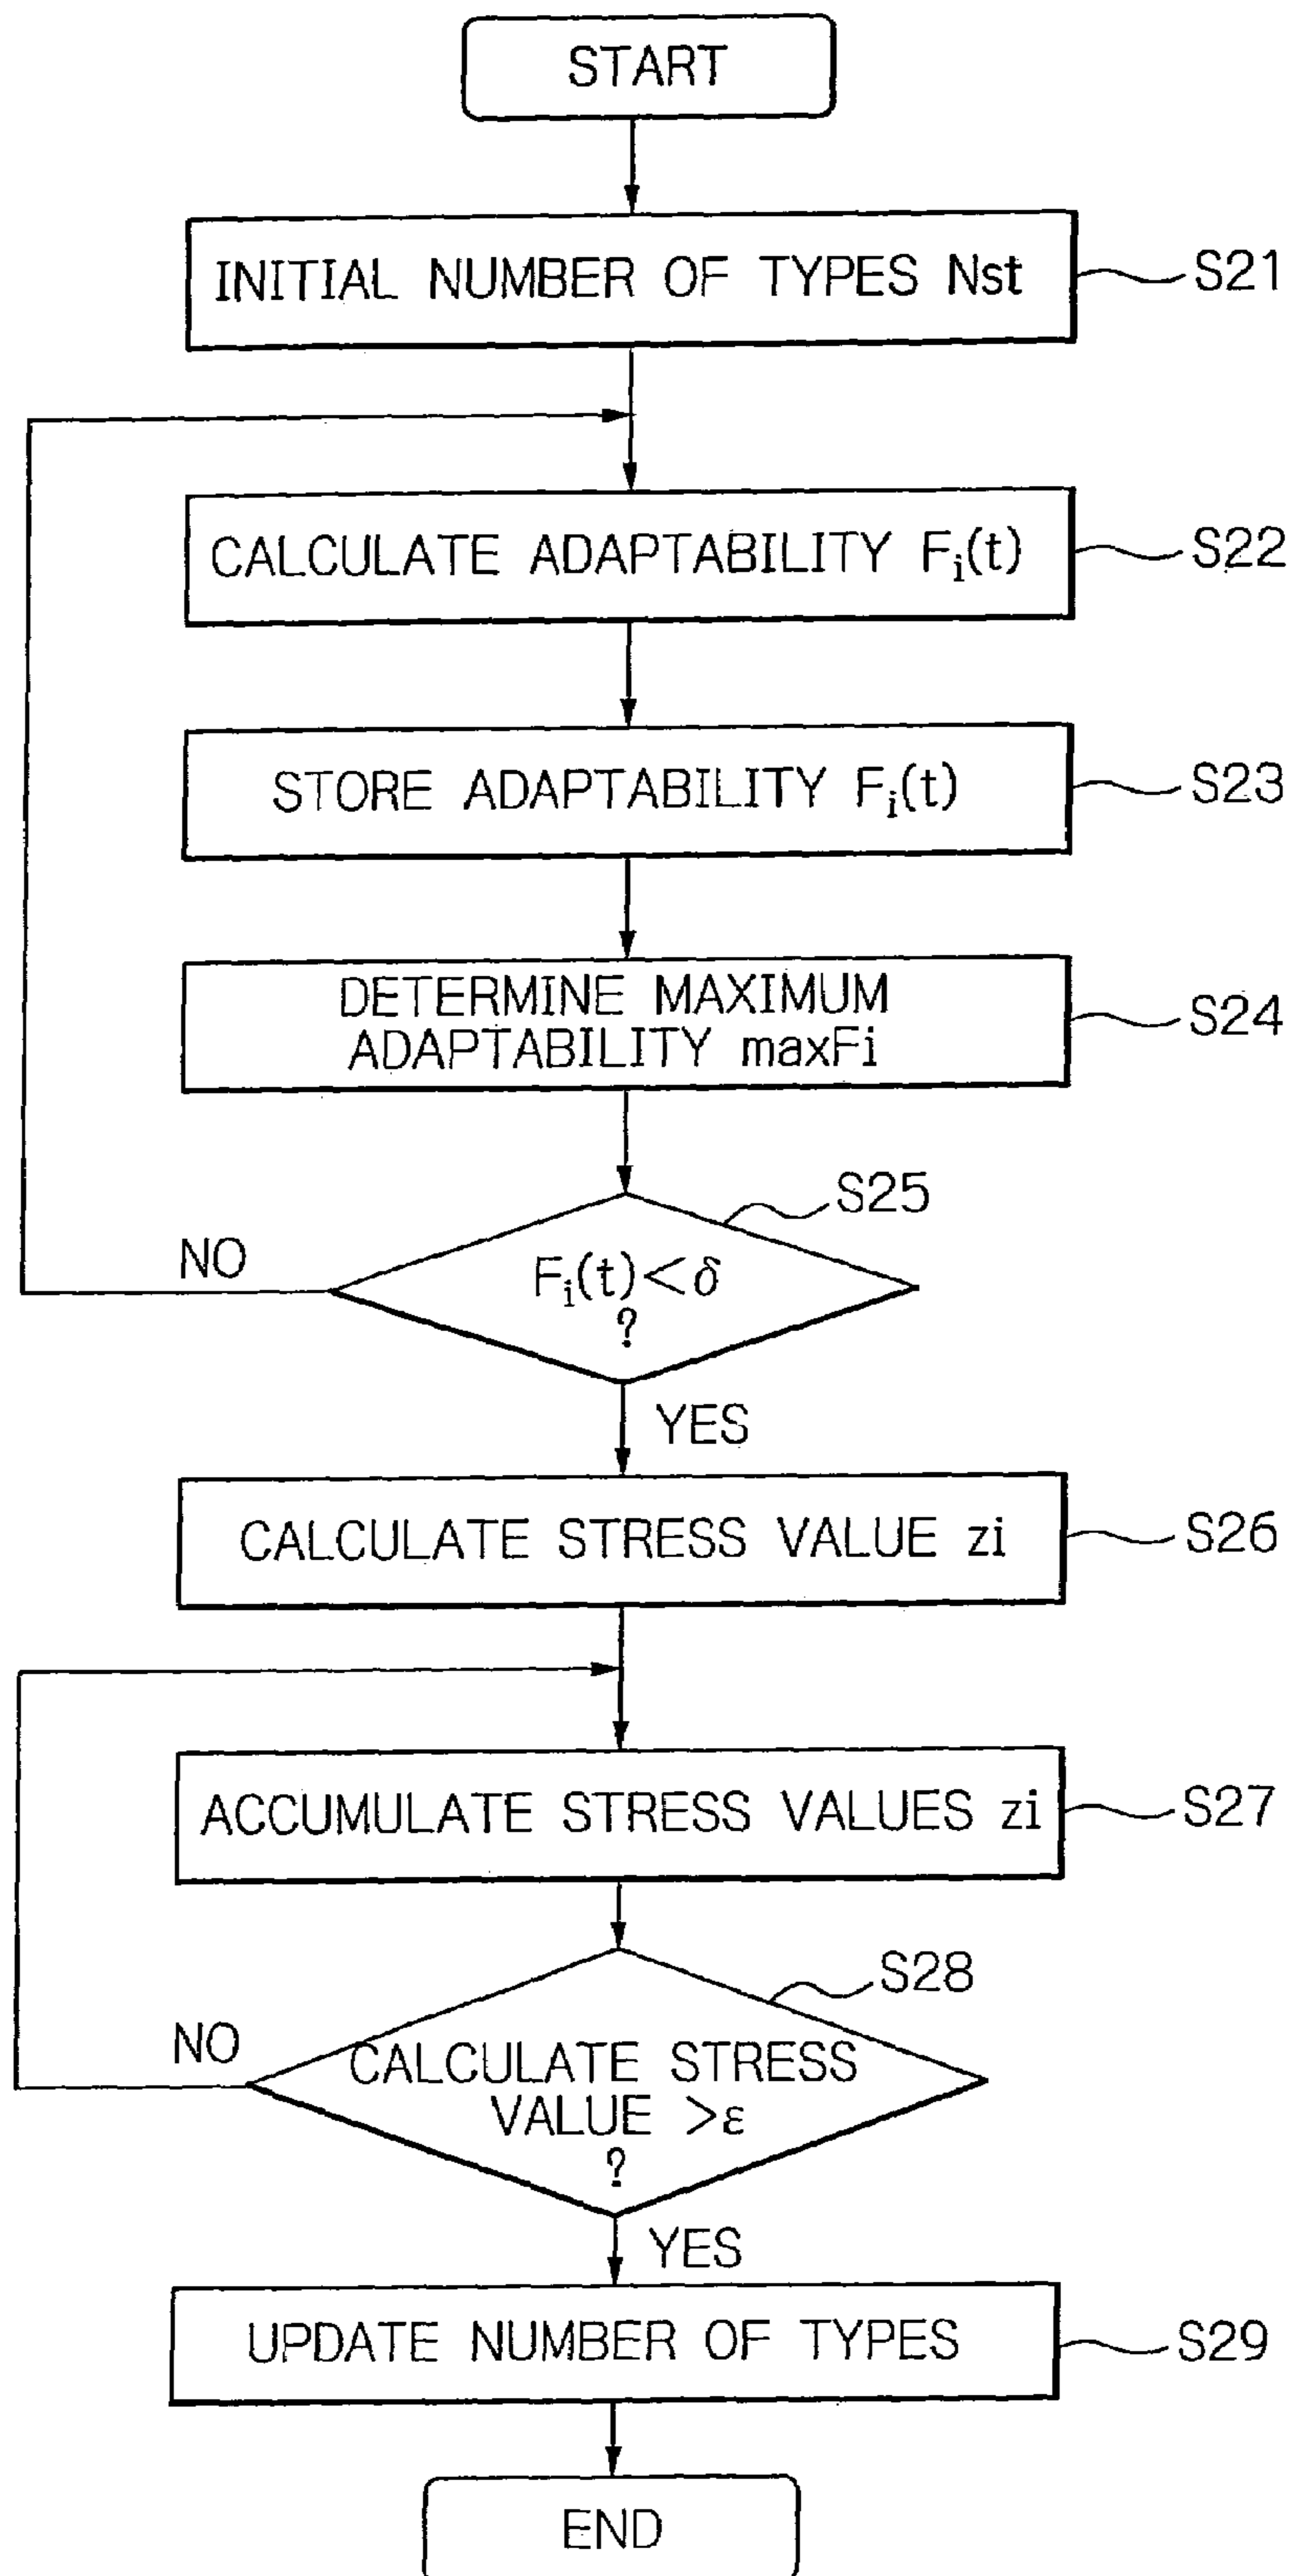 START
INITIAL NUMBER OF TYPES Nst
S21
CALCULATE ADAPTABILITY Fi(t)
S22
STORE ADAPTABILITY Fi(t)
S23
DETERMINE MAXIMUM
ADAPTABILITY maxFi
S24
S25
NO
Fi(t)<δ
?
YES
CALCULATE STRESS VALUE zi
S26
ACCUMULATE STRESS VALUES zi
S27
S28
NO
CALCULATE STRESS
VALUE >ε
?
YES
UPDATE NUMBER OF TYPES
S29
END